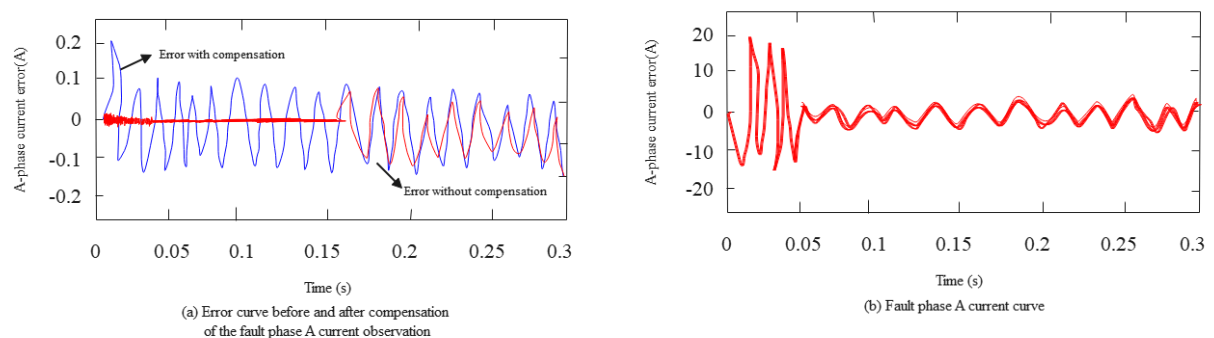 A-phase current error(A)
0.2
0.1
0
-0.1
-0.2
Error with compensation
Error without compensation
0 0.05 0.1 0.15 0.2 0.25 0.3
Time (s)
(a) Error curve before and after compensation
of the fault phase A current observation
A-phase current error(A)
20
10
0
-10
-20
0 0.05 0.1 0.15 0.2 0.25 0.3
Time (s)
(b) Fault phase A current curve